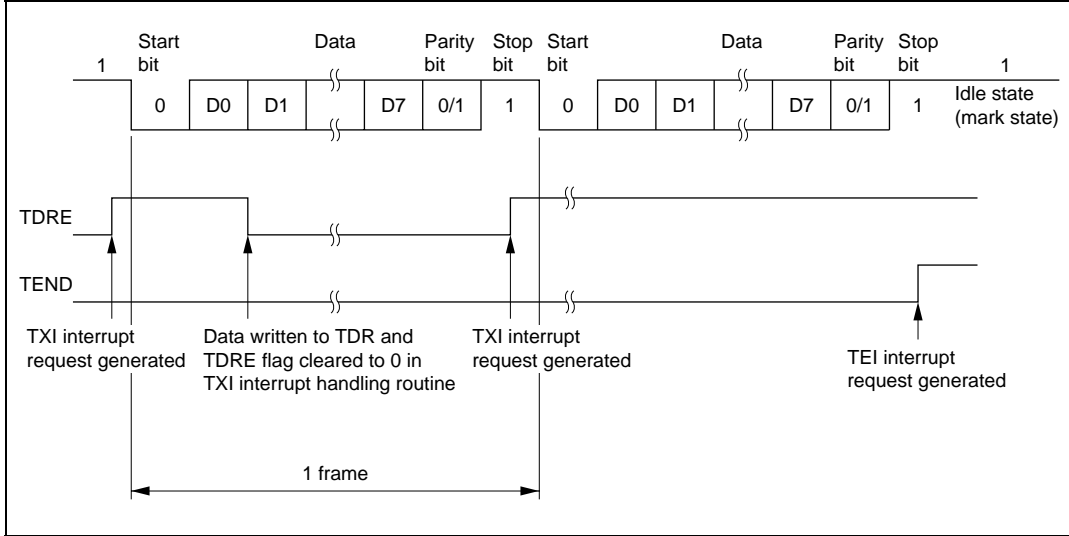 Start bit
Data
Parity bit
Stop bit
Start bit
Data
Parity bit
Stop bit
1
0
D0
D1
D7
0/1
1
0
D0
D1
D7
0/1
1
1
Idle state
(mark state)
TDRE
TEND
TXI interrupt
request generated
Data written to TDR and
TDRE flag cleared to 0 in
TXI interrupt handling routine
TXI interrupt
request generated
TEI interrupt
request generated
1 frame